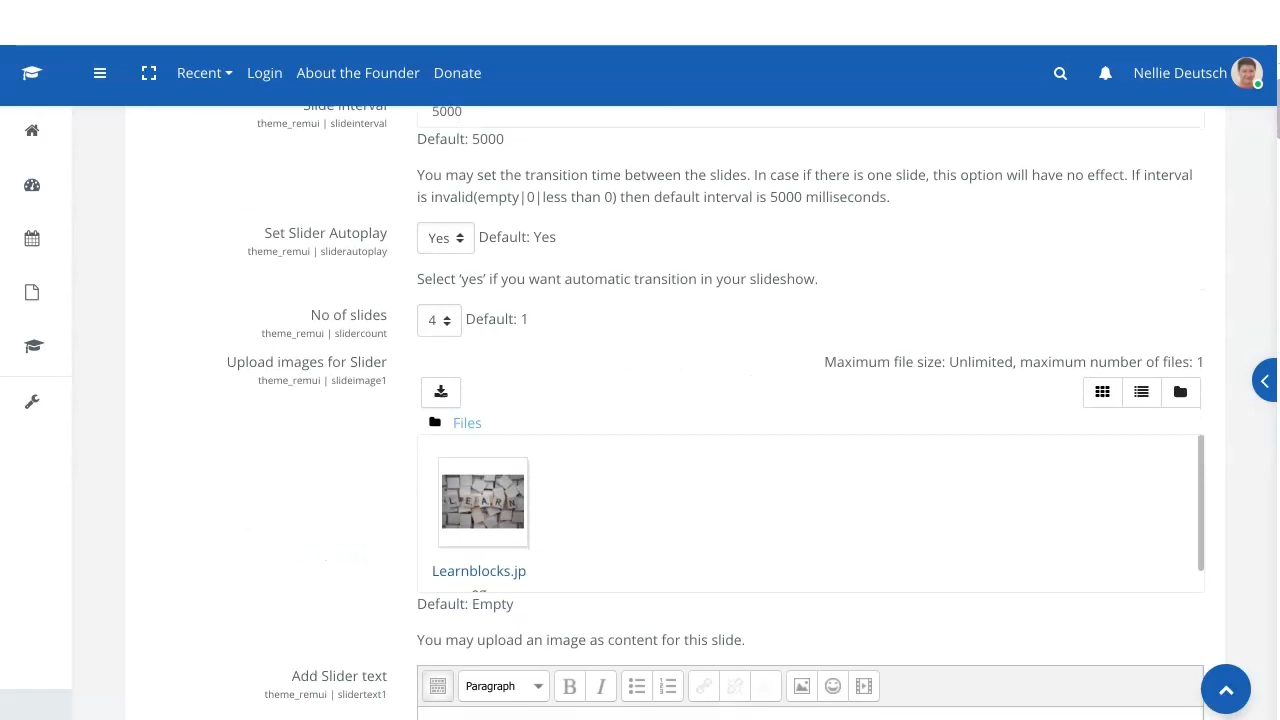 Recent Login About the Founder Donate Nellie Deutsch
Slide interval 5000
theme_remui | slideinterval
Default: 5000
You may set the transition time between the slides. In case if there is one slide, this option will have no effect. If interval
is invalid(empty|0|less than 0) then default interval is 5000 milliseconds.
Set Slider Autoplay Yes Default: Yes
theme_remui | sliderautoplay
Select ‘yes’ if you want automatic transition in your slideshow.
No of slides 4 Default: 1
theme_remui | slidercount
Upload images for Slider Maximum file size: Unlimited, maximum number of files: 1
theme_remui | slideimage1
Files
LEARN
Learnblocks.jp
eg
Default: Empty
You may upload an image as content for this slide.
Add Slider text Paragraph B I
theme_remui | slidertext1